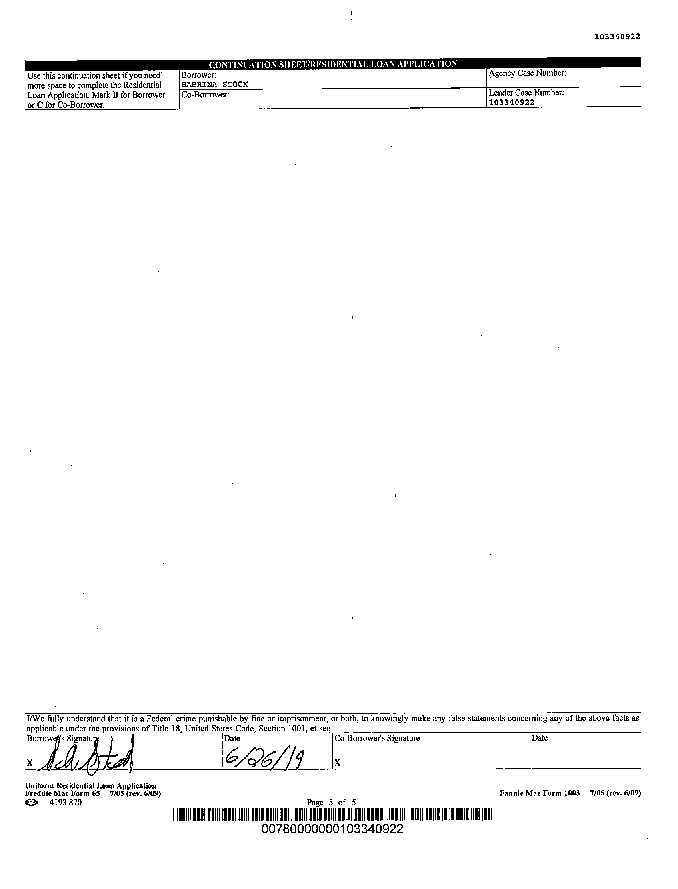 103340922
CONTINUATION SHEET/RESIDENTIAL LOAN APPLICATION
Use this continuation sheet if you need
more space to complete the Residential
Loan Application. Mark B for Borrower
or C for Co-Borrower.
Borrower:
SABRINA STOCK
Co-Borrower:
Agency Case Number:
Lender Case Number:
103340922
I/We fully understand that it is a Federal crime punishable by fine or imprisonment, or both, to knowingly make any false statements concerning any of the above facts as
applicable under the provisions of Title 18, United States Code, Section 1001, et seq.
Borrower's Signature
Date
Co-Borrower's Signature
Date
X
6/26/19
X
Uniform Residential Loan Application
Freddie Mac Form 65 7/05 (rev. 6/09)
Fannie Mae Form 1003 7/05 (rev. 6/09)
Page 5 of 5
00780000000103340922